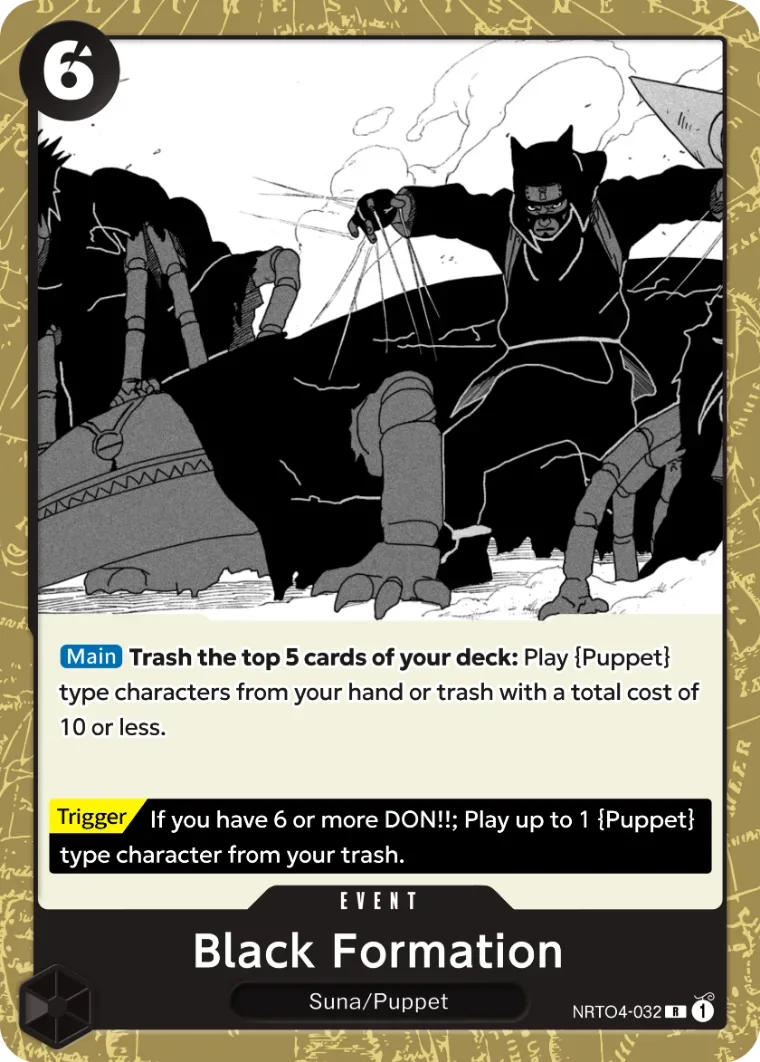 6
Main Trash the top 5 cards of your deck: Play {Puppet}
type characters from your hand or trash with a total cost of
10 or less.
Trigger If you have 6 or more DON!!; Play up to 1 {Puppet}
type character from your trash.
EVENT
Black Formation
Suna/Puppet
NRTO4-032 R 1